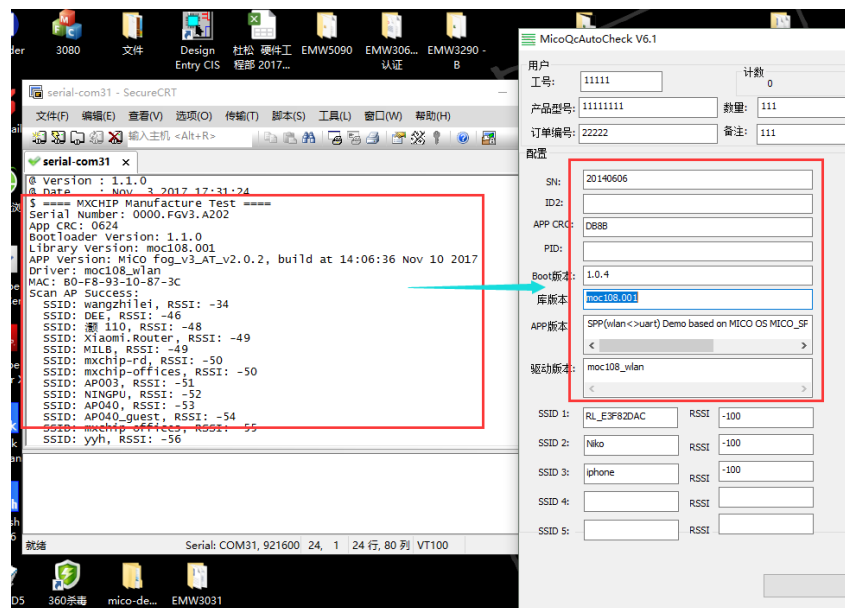 3080
文件
Design
Entry CIS
杜松 硬件工
程部 2017...
EMW5090
EMW306...
认证
EMW3290 -
B
serial-com31 - SecureCRT
文件(F) 编辑(E) 查看(V) 选项(O) 传输(T) 脚本(S) 工具(L) 窗口(W) 帮助(H)
输入主机 <Alt+R>
serial-com31 x
@ Version : 1.1.0
@ Date : Nov 3 2017 17:31:24
$ ==== MXCHIP Manufacture Test ====
Serial Number: 0000.FGV3.A202
App CRC: 0624
Bootloader Version: 1.1.0
Library Version: moc108.001
APP Version: MiCO fog_v3_AT_v2.0.2, build at 14:06:36 Nov 10 2017
Driver: moc108_wlan
MAC: B0-F8-93-10-87-3C
Scan AP Success:
SSID: wangzhilei, RSSI: -34
SSID: DEE, RSSI: -46
SSID: 110, RSSI: -48
SSID: Xiaomi.Router, RSSI: -49
SSID: MILB, RSSI: -49
SSID: mxchip-rd, RSSI: -50
SSID: mxchip-offices, RSSI: -50
SSID: AP003, RSSI: -51
SSID: NINGPU, RSSI: -52
SSID: AP040, RSSI: -53
SSID: AP040_guest, RSSI: -54
SSID: mxchip-offices, RSSI: -55
SSID: yyh, RSSI: -56
就绪 Serial: COM31, 921600 24, 1 24 行, 80 列 VT100
360杀毒
mico-de...
EMW3031
MicoQcAutoCheck V6.1
用户
工号: 11111
计数
0
产品型号: 11111111 数量: 111
订单编号: 22222 备注: 111
配置
SN: 20140606
ID2:
APP CRC: DB8B
PID:
Boot版本: 1.0.4
库版本 moc108.001
APP版本 SPP(wlan<>uart) Demo based on MICO OS MICO_SF
驱动版本: moc108_wlan
SSID 1: RL_E3F82DAC RSSI -100
SSID 2: Niko RSSI -100
SSID 3: iphone RSSI -100
SSID 4: RSSI
SSID 5: RSSI